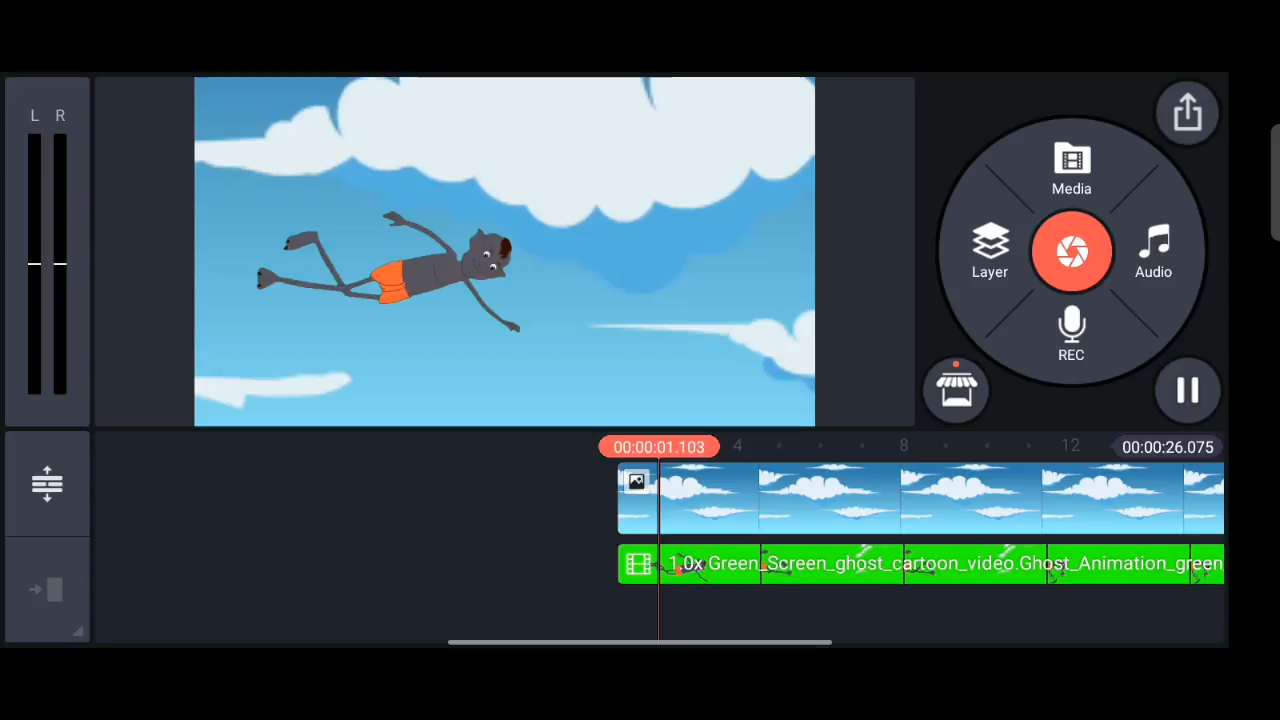 L R
Media
Layer
Audio
REC
00:00:01.103
4
8
12
00:00:26.075
1.0x Green_Screen_ghost_cartoon_video.Ghost_Animation_green